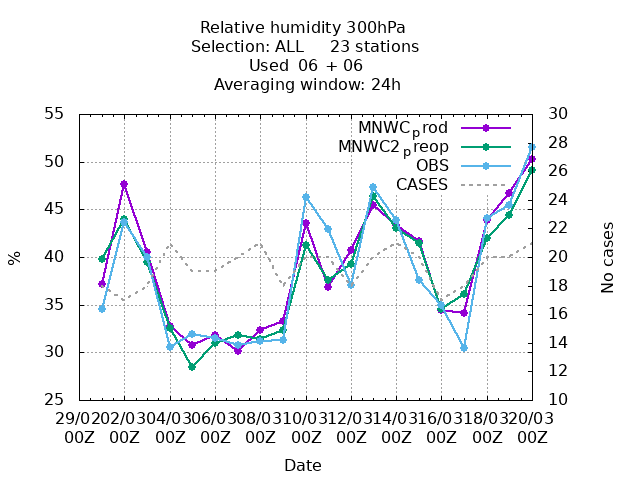 Relative humidity 300hPa
Selection: ALL 23 stations
Used 06 + 06
Averaging window: 24h
55
50
45
40
35
30
25
30
28
26
24
22
20
18
16
14
12
10
MNWCprod
MNWC2preop
OBS
CASES
%
No cases
29/02 02/03 04/03 06/03 08/03 10/03 12/03 14/03 16/03 18/03 20/03
00Z 00Z 00Z 00Z 00Z 00Z 00Z 00Z 00Z 00Z 00Z
Date